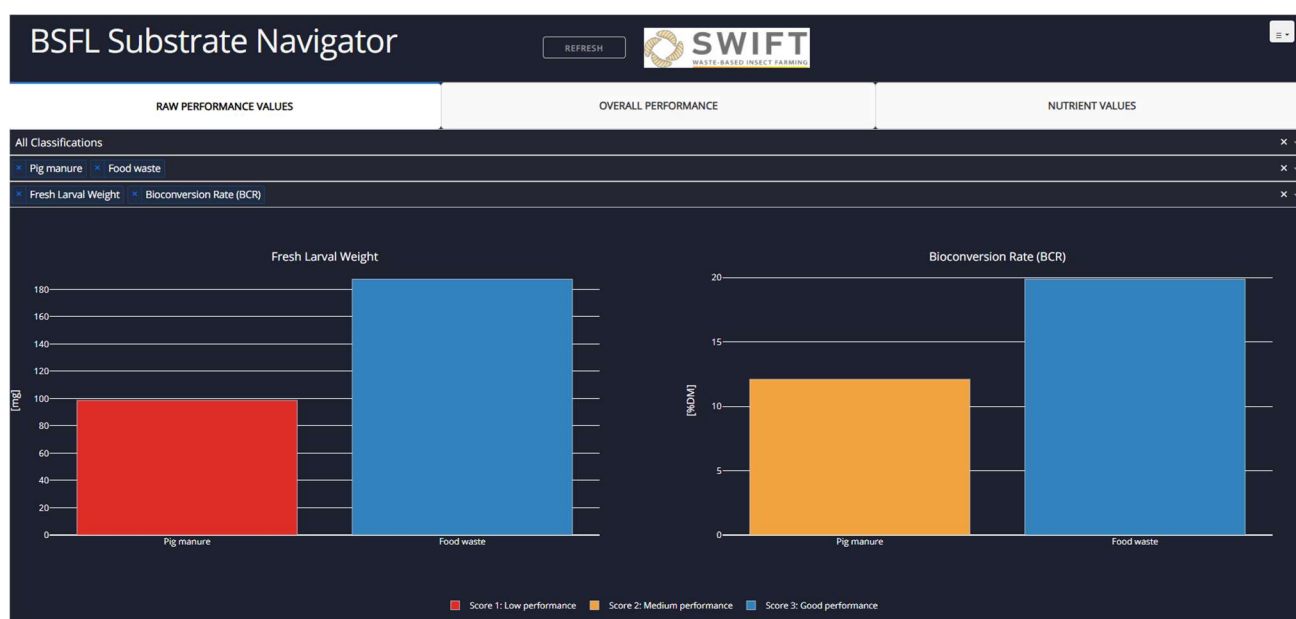 BSFL Substrate Navigator
REFRESH
SWIFT
WASTE-BASED INSECT FARMING
RAW PERFORMANCE VALUES
OVERALL PERFORMANCE
NUTRIENT VALUES
All Classifications
×
× Pig manure × Food waste
×
× Fresh Larval Weight × Bioconversion Rate (BCR)
×
Fresh Larval Weight
180
160
140
120
100
80
60
40
20
0
[mg]
Pig manure
Food waste
Bioconversion Rate (BCR)
20
15
10
5
0
[%DM]
Pig manure
Food waste
Score 1: Low performance
Score 2: Medium performance
Score 3: Good performance